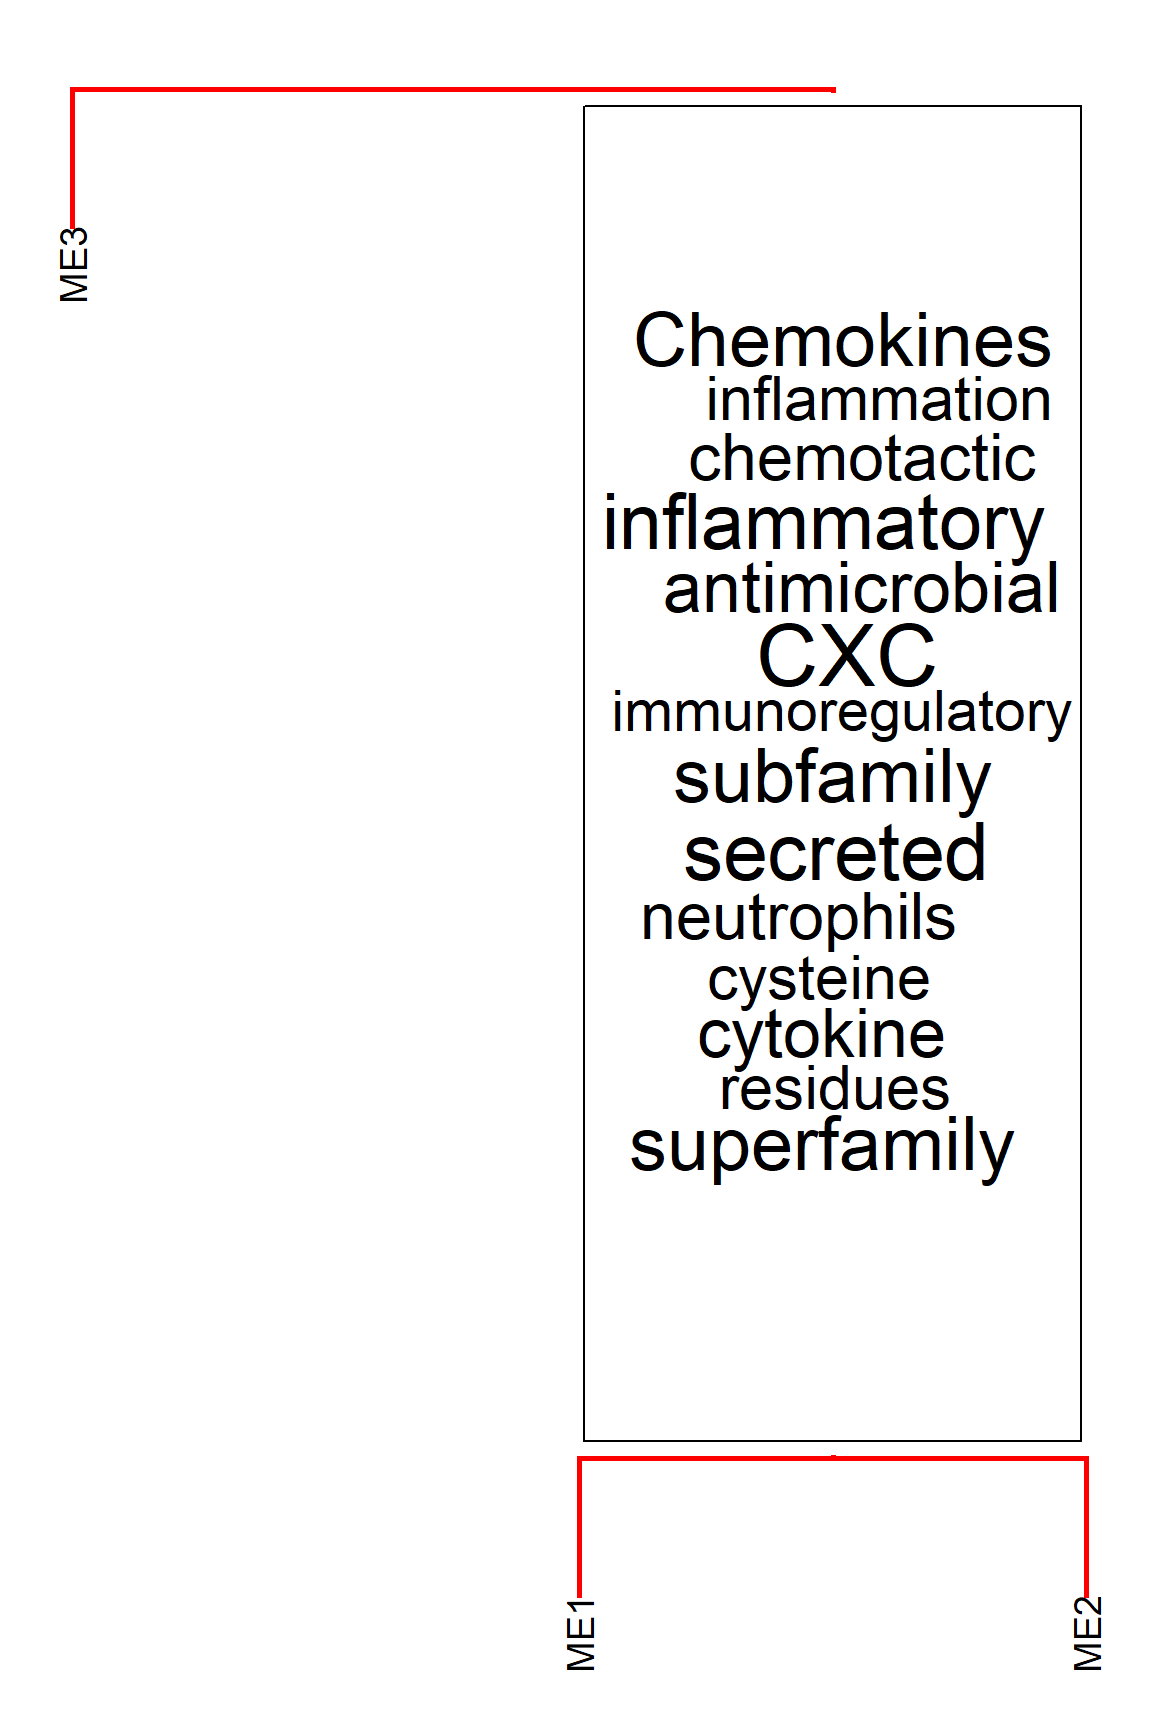 ME3
Chemokines
inflammation
chemotactic
inflammatory
antimicrobial
CXC
immunoregulatory
subfamily
secreted
neutrophils
cysteine
cytokine
residues
superfamily
ME1
ME2